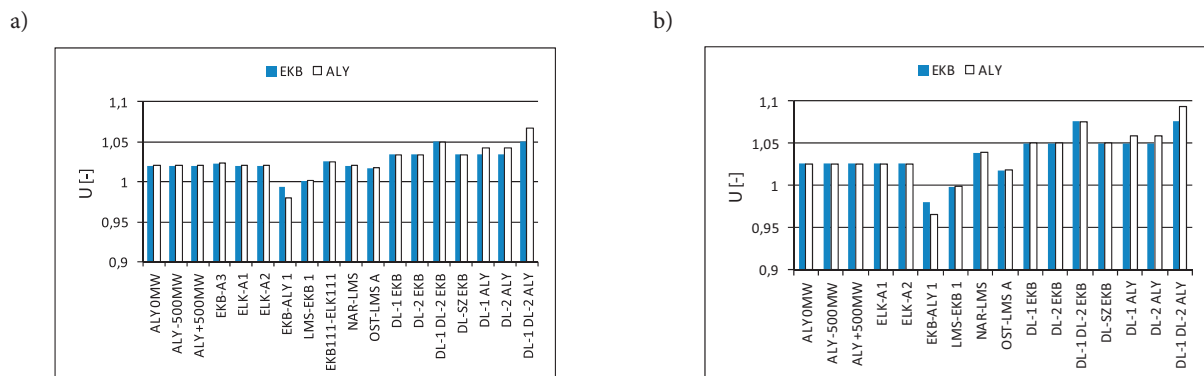 a)
EKB ALY
U [-]
1,1
1,05
1
0,95
0,9
ALY 0MW
ALY -500MW
ALY +500MW
EKB-A3
ELK-A1
ELK-A2
EKB-ALY 1
LMS-EKB 1
EKB111-ELK111
NAR-LMS
OST-LMS A
DL-1 EKB
DL-2 EKB
DL-1 DL-2 EKB
DL-SZ EKB
DL-1 ALY
DL-2 ALY
DL-1 DL-2 ALY
b)
EKB ALY
U [-]
1,1
1,05
1
0,95
0,9
ALY 0MW
ALY -500MW
ALY +500MW
ELK-A1
ELK-A2
EKB-ALY 1
LMS-EKB 1
NAR-LMS
OST-LMS A
DL-1 EKB
DL-2 EKB
DL-1 DL-2 EKB
DL-SZ EKB
DL-1 ALY
DL-2 ALY
DL-1 DL-2 ALY